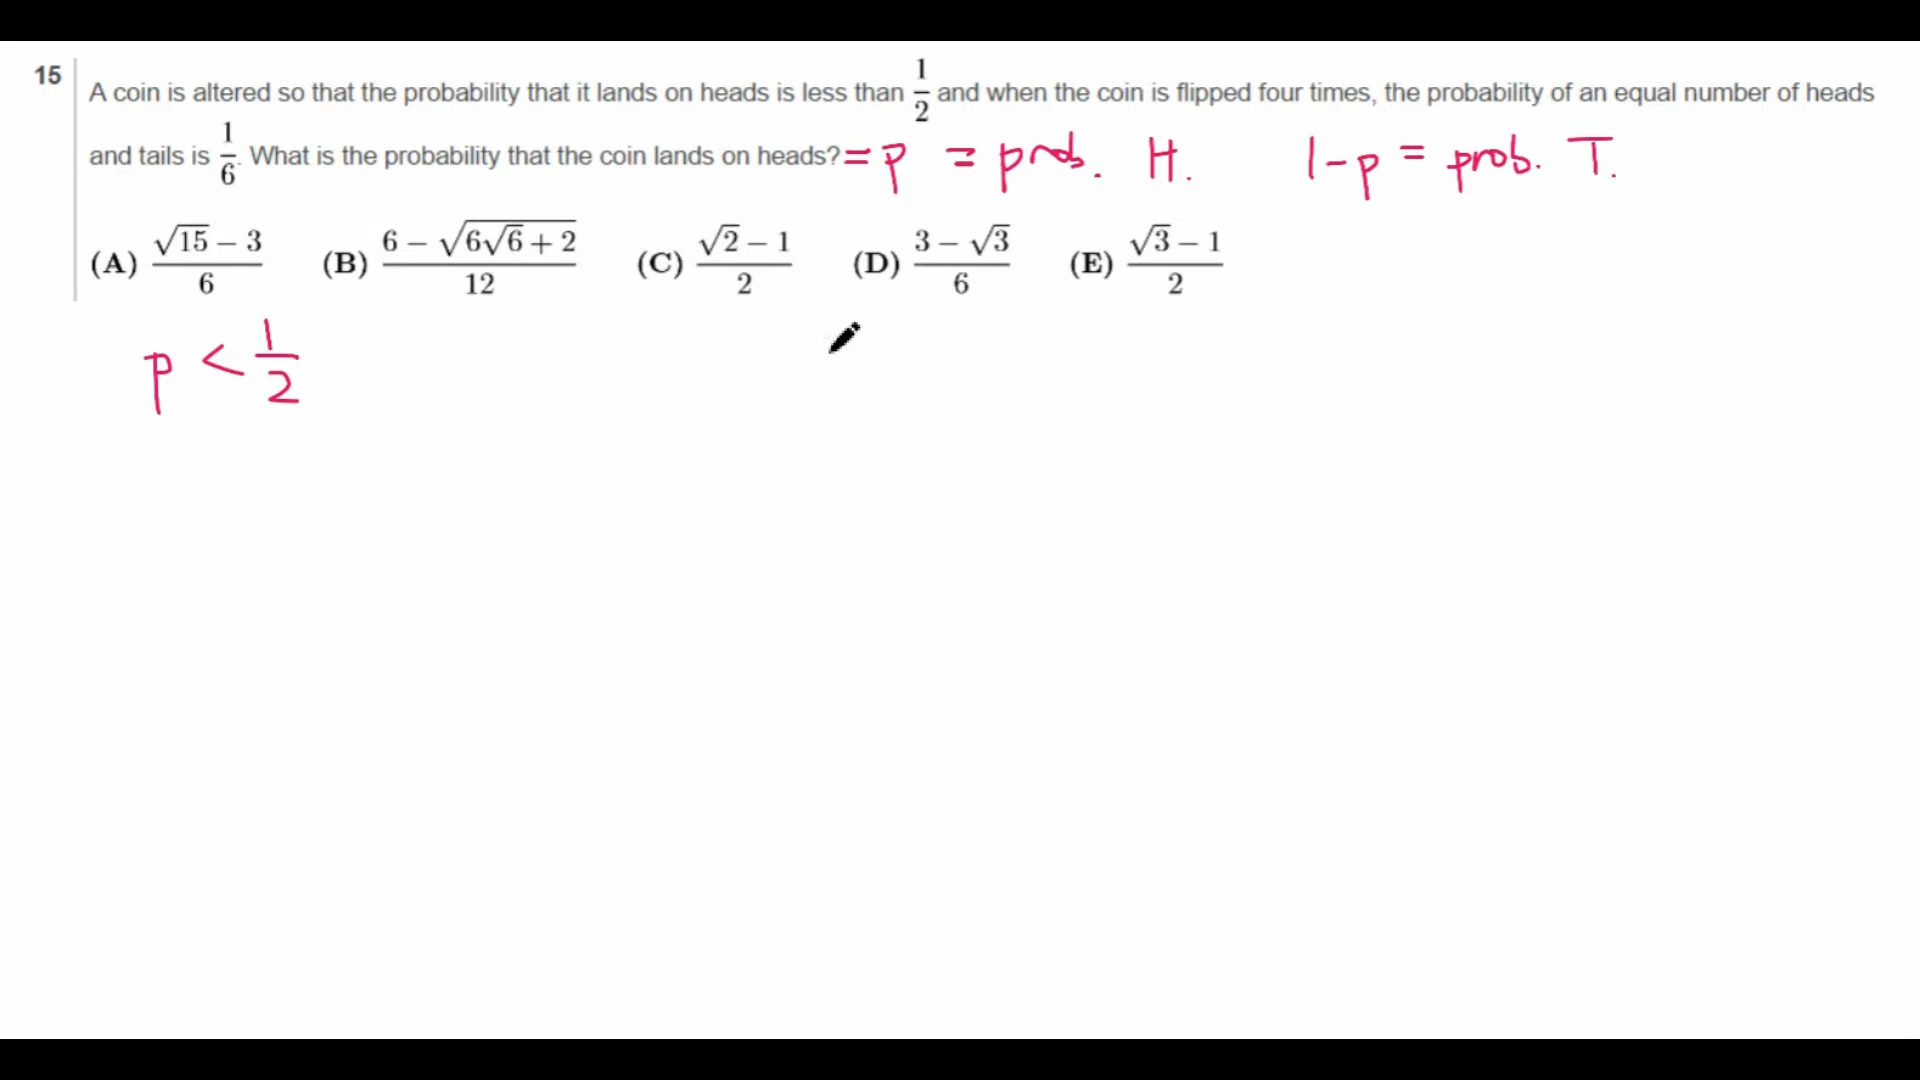 15
A coin is altered so that the probability that it lands on heads is less than 1/2 and when the coin is flipped four times, the probability of an equal number of heads
and tails is 1/6. What is the probability that the coin lands on heads? = p = prob. H. 1-p = prob. T.
(A) (√15 − 3)/6 (B) (6 − √(6√6 + 2))/12 (C) (√2 − 1)/2 (D) (3 − √3)/6 (E) (√3 − 1)/2
p < 1/2